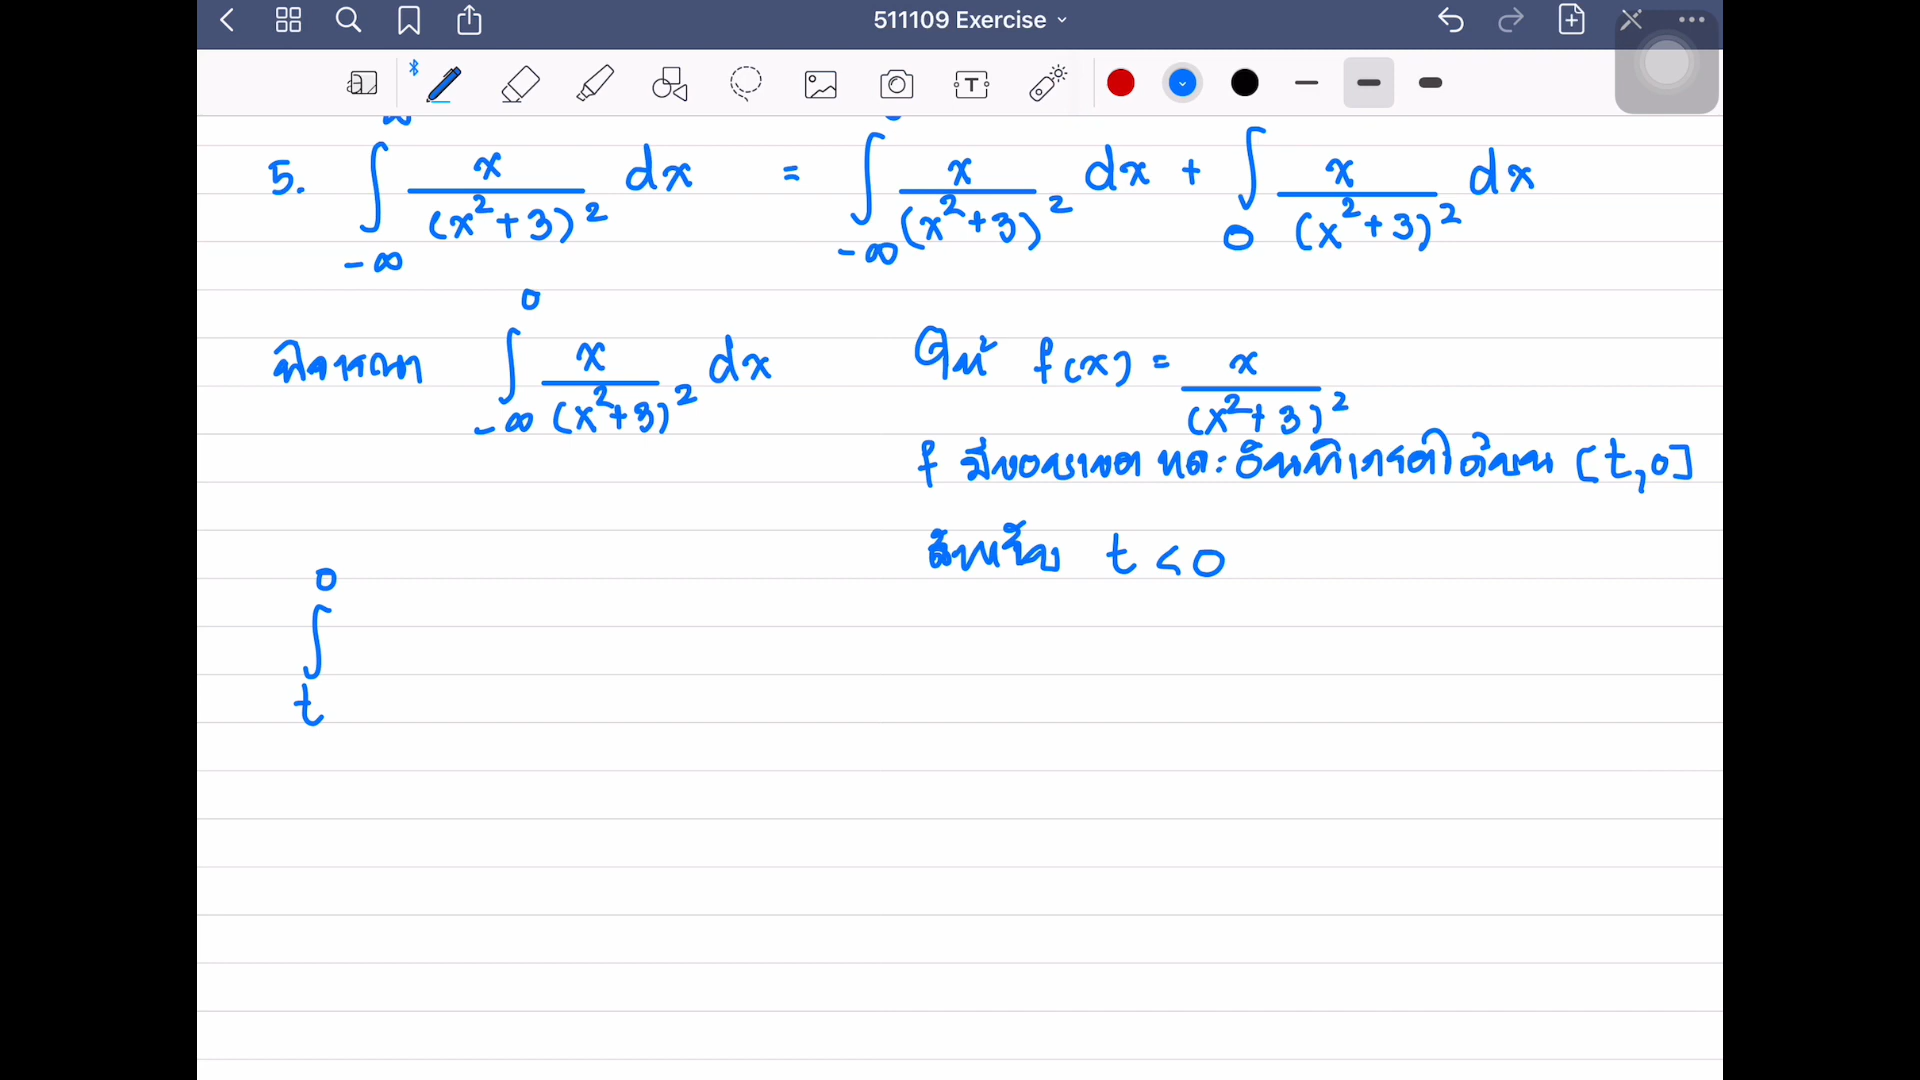 511109 Exercise
5. ∫_{-∞}^{∞} x/(x²+3)² dx = ∫_{-∞} x/(x²+3)² dx + ∫_{0} x/(x²+3)² dx
พิจารณา ∫_{-∞}^{0} x/(x²+3)² dx
ให้ f(x) = x/(x²+3)²
f มีขอบเขต และอินทิเกรตได้บน [t,0]
สำหรับ t < 0
∫_{t}^{0}